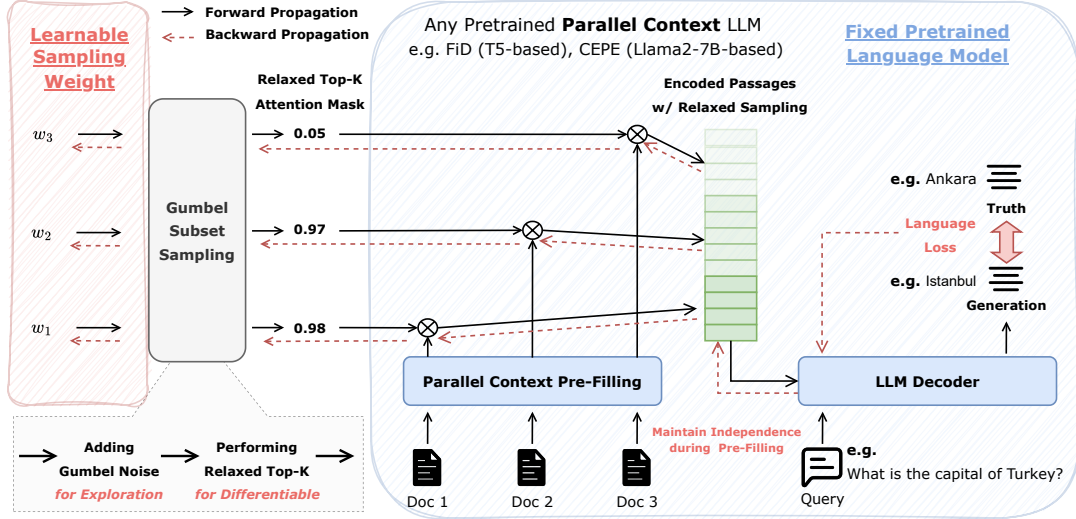 Learnable
Sampling
Weight
Forward Propagation
Backward Propagation
Any Pretrained Parallel Context LLM
e.g. FiD (T5-based), CEPE (Llama2-7B-based)
Fixed Pretrained
Language Model
Relaxed Top-K
Attention Mask
Encoded Passages
w/ Relaxed Sampling
w3
0.05
w2
0.97
w1
0.98
Gumbel
Subset
Sampling
e.g. Ankara
Truth
Language
Loss
e.g. Istanbul
Generation
Parallel Context Pre-Filling
LLM Decoder
Maintain Independence
during Pre-Filling
Doc 1
Doc 2
Doc 3
Query
e.g.
What is the capital of Turkey?
Adding
Gumbel Noise
for Exploration
Performing
Relaxed Top-K
for Differentiable